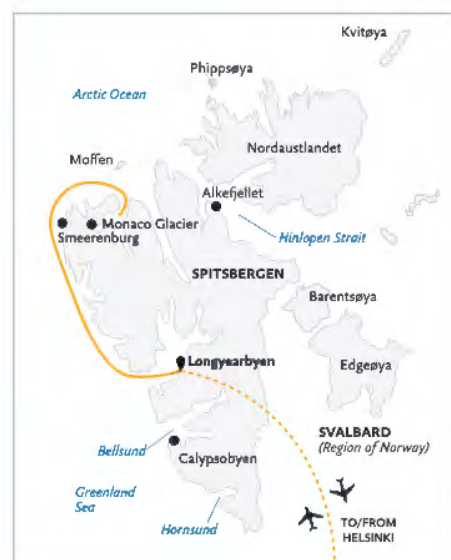 Kvitøya
Phippsøya
Arctic Ocean
Nordaustlandet
Moffen
Alkefjellet
Monaco Glacier
Smeerenburg
Hinlopen Strait
SPITSBERGEN
Barentsøya
Longyearbyen
Edgeøya
SVALBARD
(Region of Norway)
Bellsund
Calypsobyen
Greenland
Sea
Hornsund
TO/FROM
HELSINKI